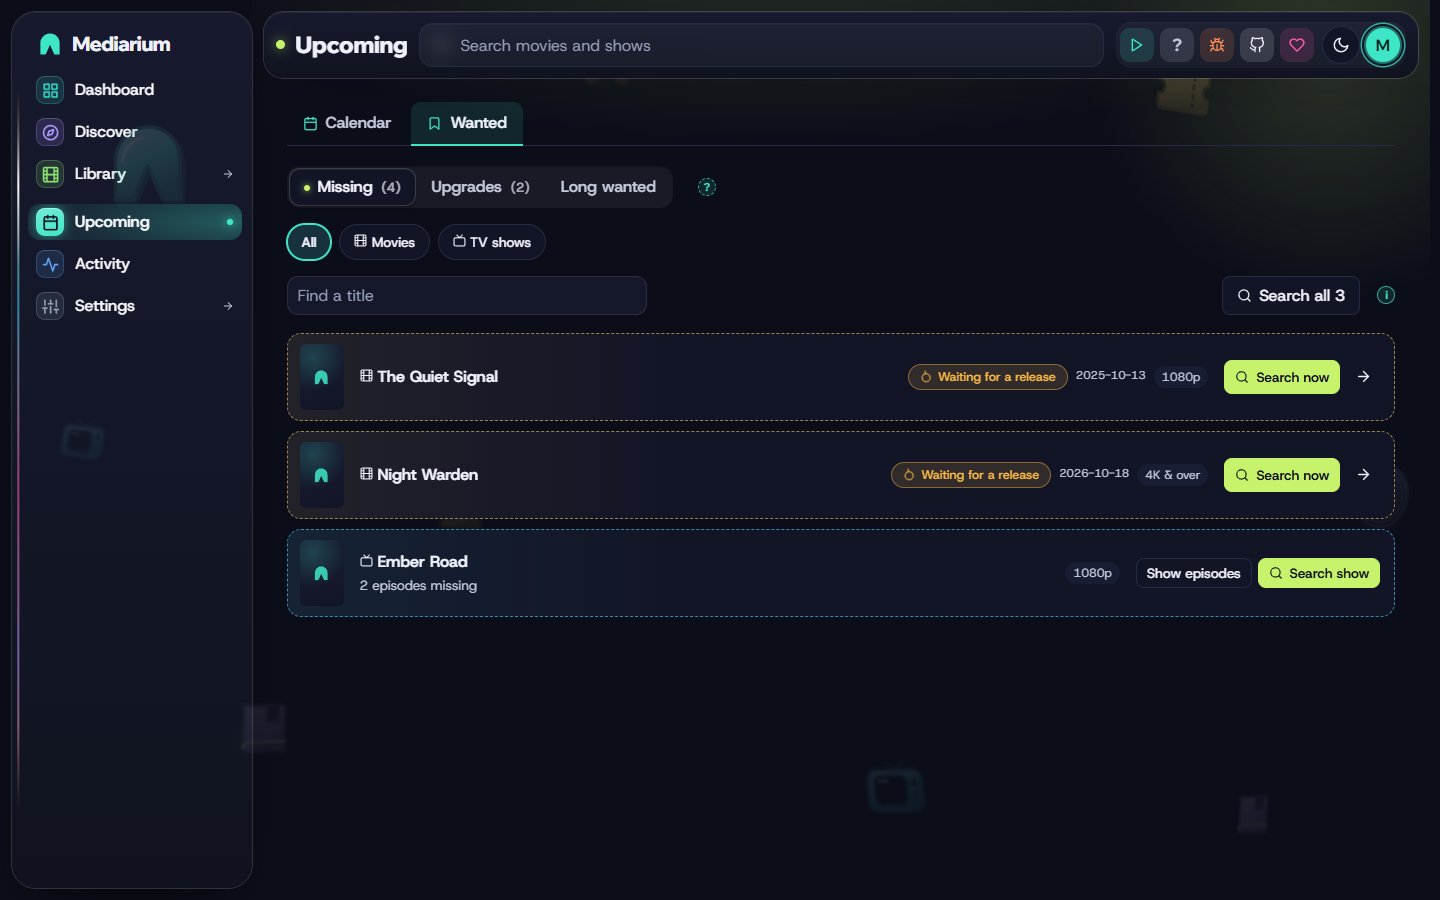 Mediarium
Dashboard
Discover
Library
Upcoming
Activity
Settings
Upcoming
Search movies and shows
?
M
Calendar
Wanted
Missing (4)
Upgrades (2)
Long wanted
?
All
Movies
TV shows
Find a title
Search all 3
i
The Quiet Signal
Waiting for a release
2025-10-13
1080p
Search now
Night Warden
Waiting for a release
2026-10-18
4K & over
Search now
Ember Road
2 episodes missing
1080p
Show episodes
Search show